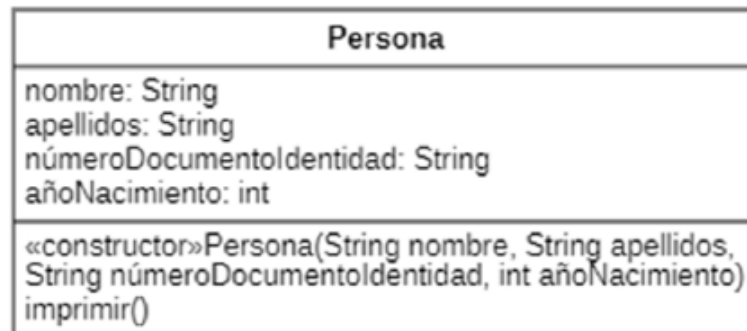 Persona
nombre: String
apellidos: String
númeroDocumentoIdentidad: String
añoNacimiento: int
«constructor»Persona(String nombre, String apellidos,
String númeroDocumentoIdentidad, int añoNacimiento)
imprimir()